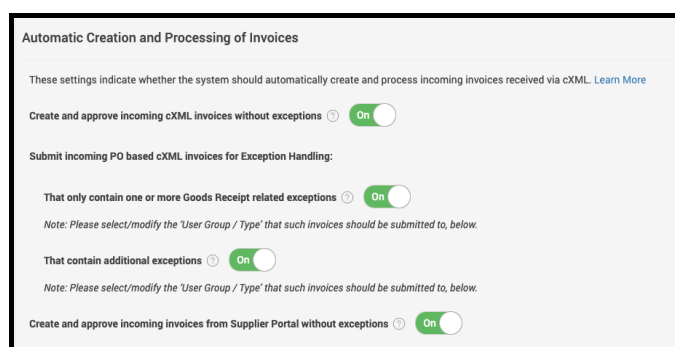 Automatic Creation and Processing of Invoices
These settings indicate whether the system should automatically create and process incoming invoices received via cXML. Learn More
Create and approve incoming cXML invoices without exceptions ? On
Submit incoming PO based cXML invoices for Exception Handling:
That only contain one or more Goods Receipt related exceptions ? On
Note: Please select/modify the 'User Group / Type' that such invoices should be submitted to, below.
That contain additional exceptions ? On
Note: Please select/modify the 'User Group / Type' that such invoices should be submitted to, below.
Create and approve incoming invoices from Supplier Portal without exceptions ? On